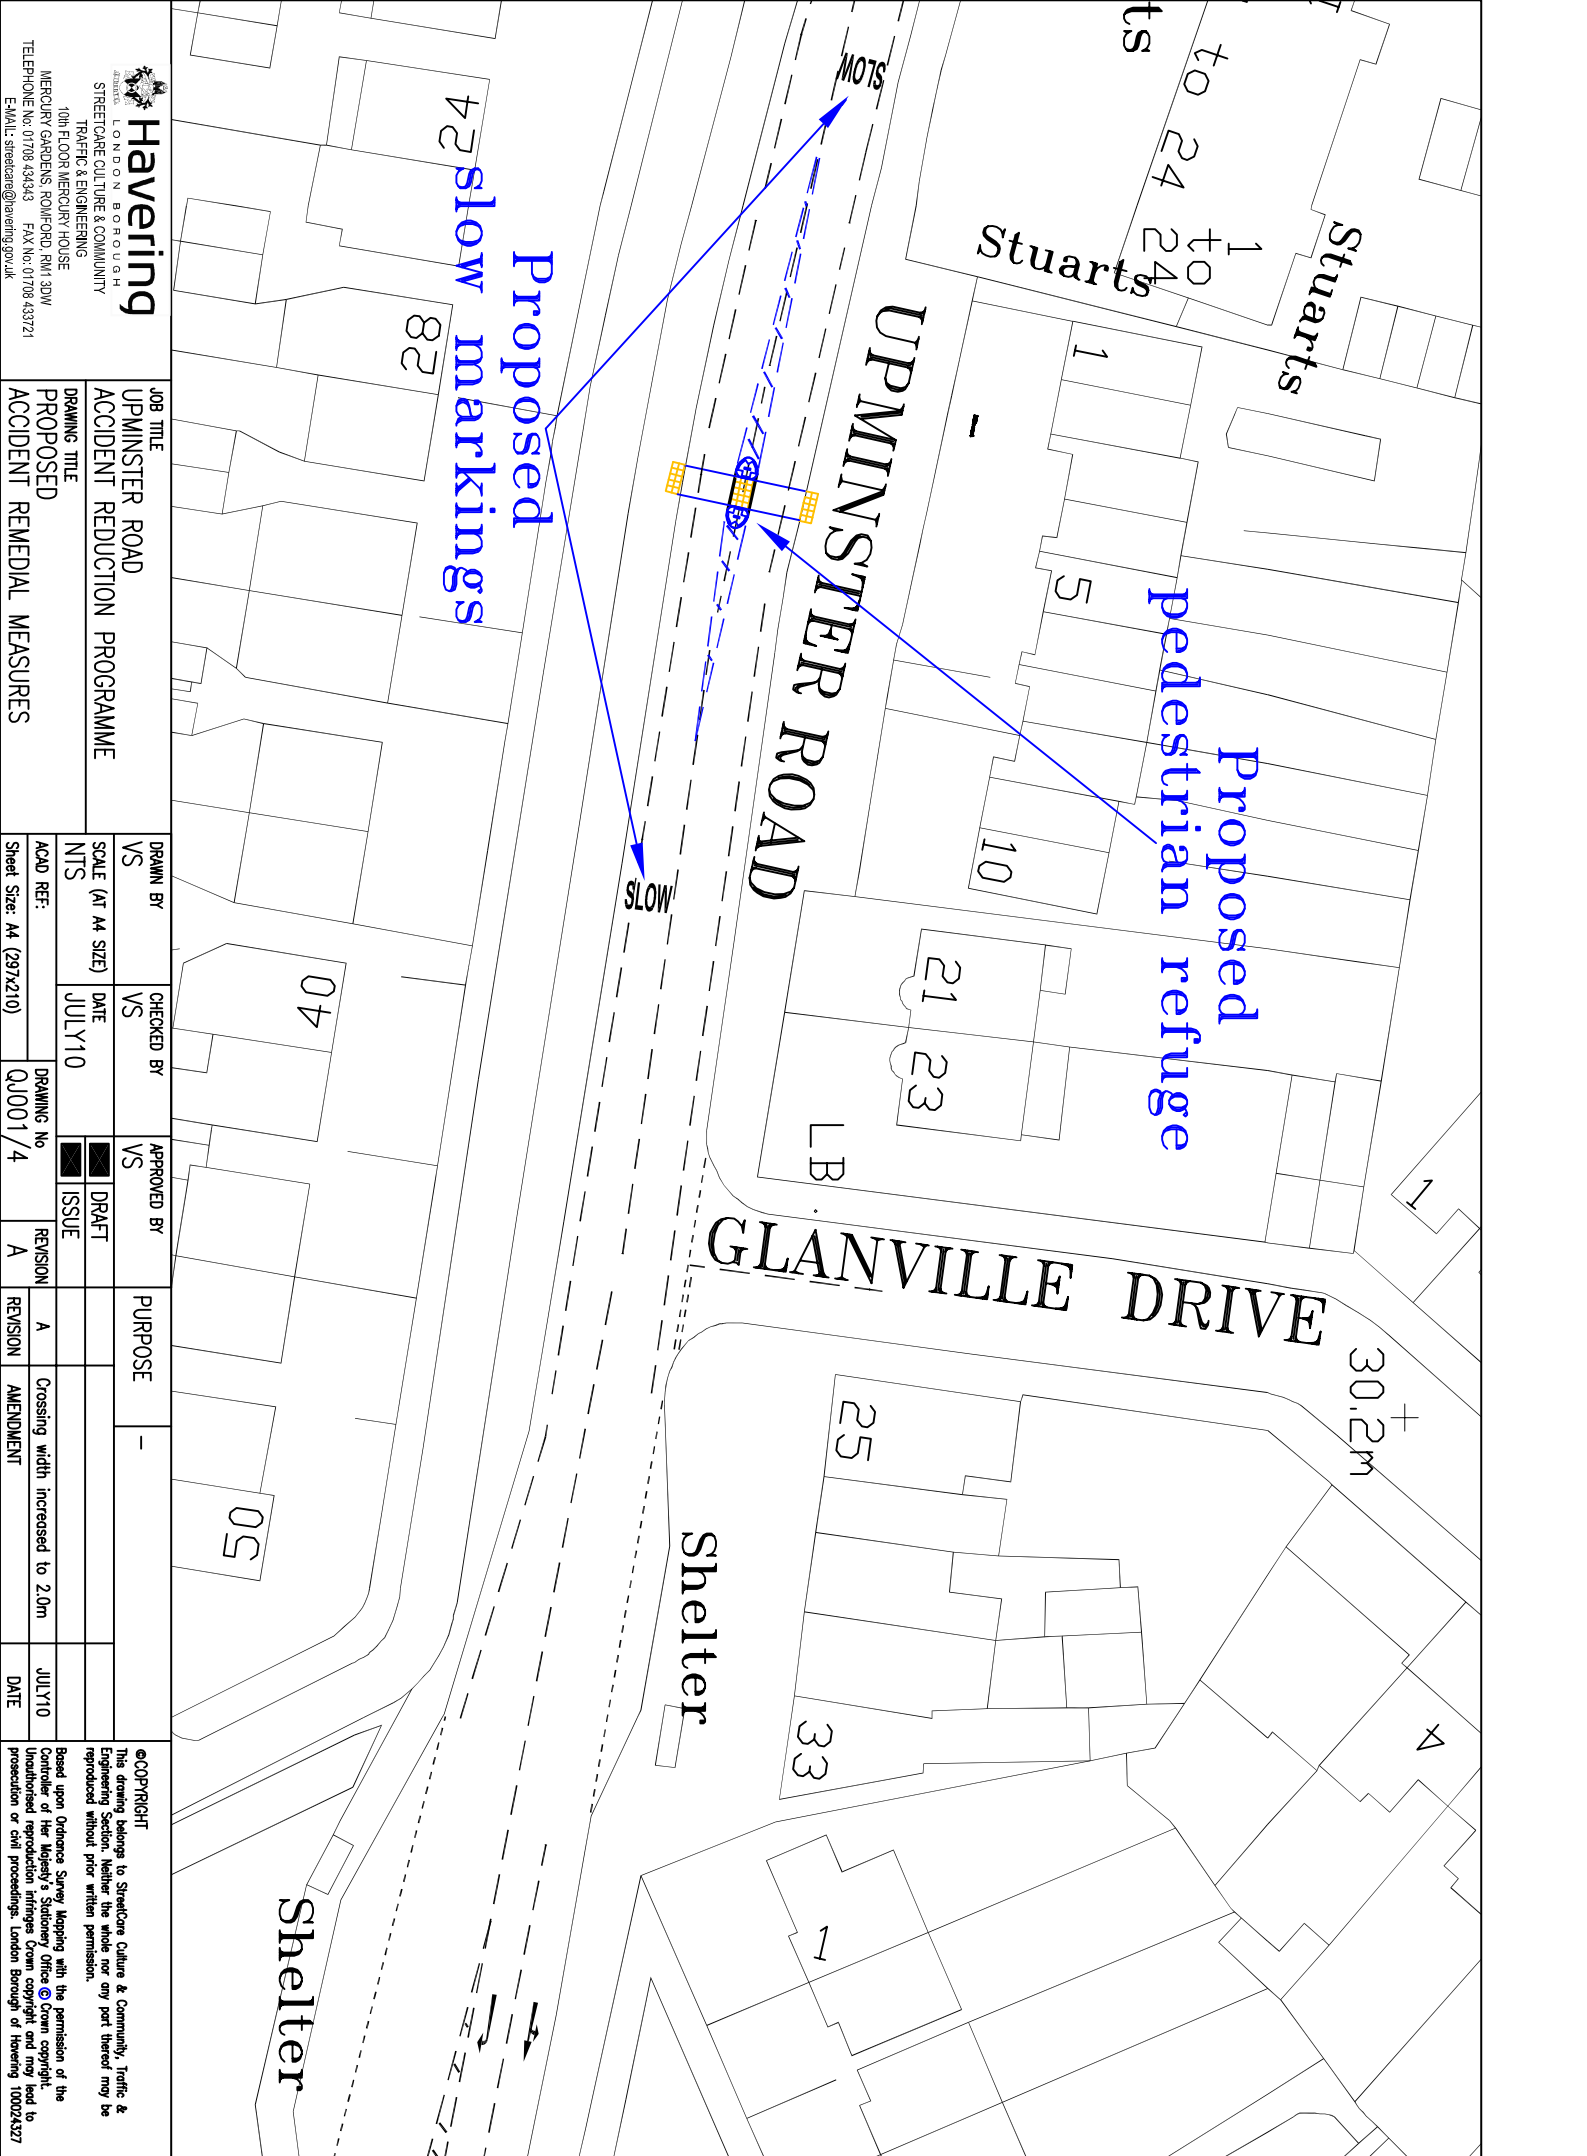 ts
to 24
1
to
24
Stuarts
Stuarts
SLOW
UPMINSTER ROAD
1
5
10
21
23
LB
GLANVILLE DRIVE
30.2m
1
25
33
4
1
Shelter
Shelter
SLOW
24
28
40
50
Proposed
pedestrian refuge
Proposed
slow markings
Havering
LONDON BOROUGH
STREETCARE CULTURE & COMMUNITY
TRAFFIC & ENGINEERING
10th FLOOR MERCURY HOUSE
MERCURY GARDENS, ROMFORD, RM1 3DW
TELEPHONE No: 01708 434343 FAX No: 01708 433721
E-MAIL: streetcare@havering.gov.uk
JOB TITLE
UPMINSTER ROAD
ACCIDENT REDUCTION PROGRAMME
DRAWING TITLE
PROPOSED
ACCIDENT REMEDIAL MEASURES
DRAWN BY
VS
CHECKED BY
VS
APPROVED BY
VS
SCALE (AT A4 SIZE)
NTS
DATE
JULY10
DRAFT
ISSUE
ACAD REF:
Sheet Size: A4 (297x210)
DRAWING No
QJ001/4
REVISION
A
PURPOSE
-
A Crossing width increased to 2.0m JULY10
REVISION AMENDMENT DATE
©COPYRIGHT
This drawing belongs to StreetCare Culture & Community, Traffic &
Engineering Section. Neither the whole nor any part thereof may be
reproduced without prior written permission.
Based upon Ordnance Survey Mapping with the permission of the
Controller of Her Majesty's Stationery Office © Crown copyright.
Unauthorised reproduction infringes Crown copyright and may lead to
prosecution or civil proceedings. London Borough of Havering 100024327